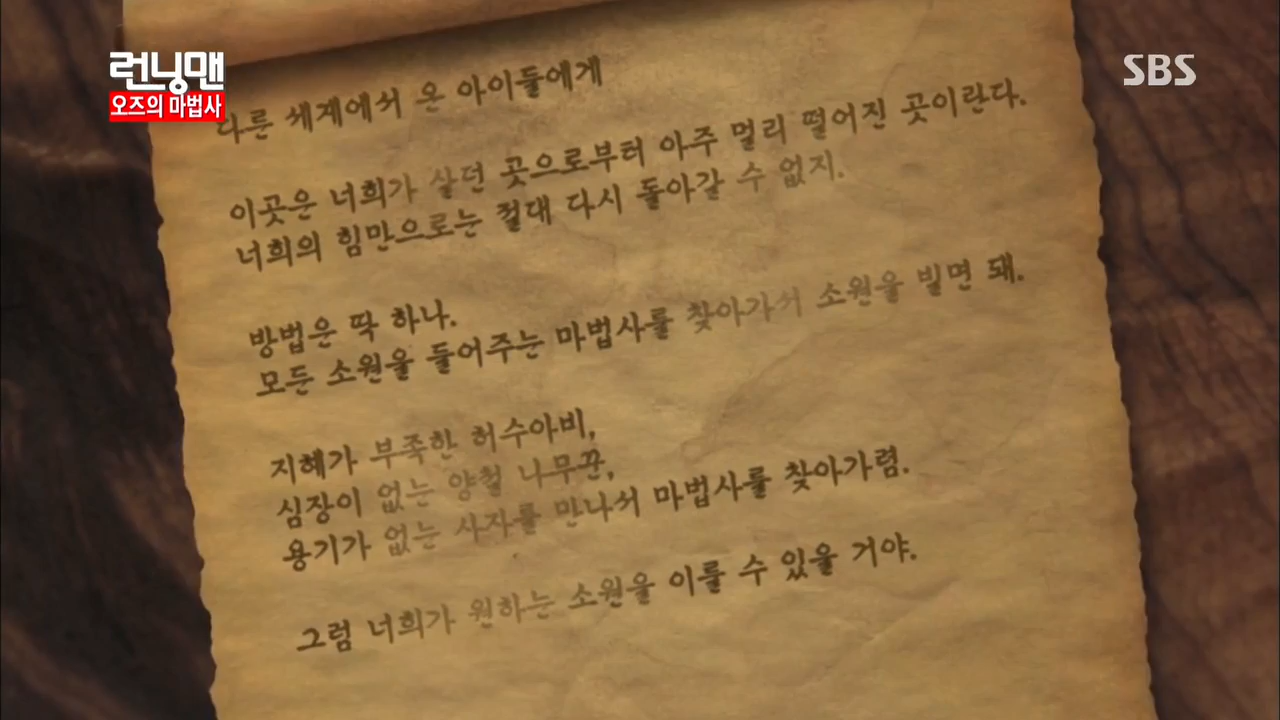 런닝맨
오즈의 마법사
SBS
다른 세계에서 온 아이들에게
이곳은 너희가 살던 곳으로부터 아주 멀리 떨어진 곳이란다.
너희의 힘만으로는 절대 다시 돌아갈 수 없지.
방법은 딱 하나.
모든 소원을 들어주는 마법사를 찾아가서 소원을 빌면 돼.
지혜가 부족한 허수아비,
심장이 없는 양철 나무꾼,
용기가 없는 사자를 만나서 마법사를 찾아가렴.
그럼 너희가 원하는 소원을 이룰 수 있을 거야.